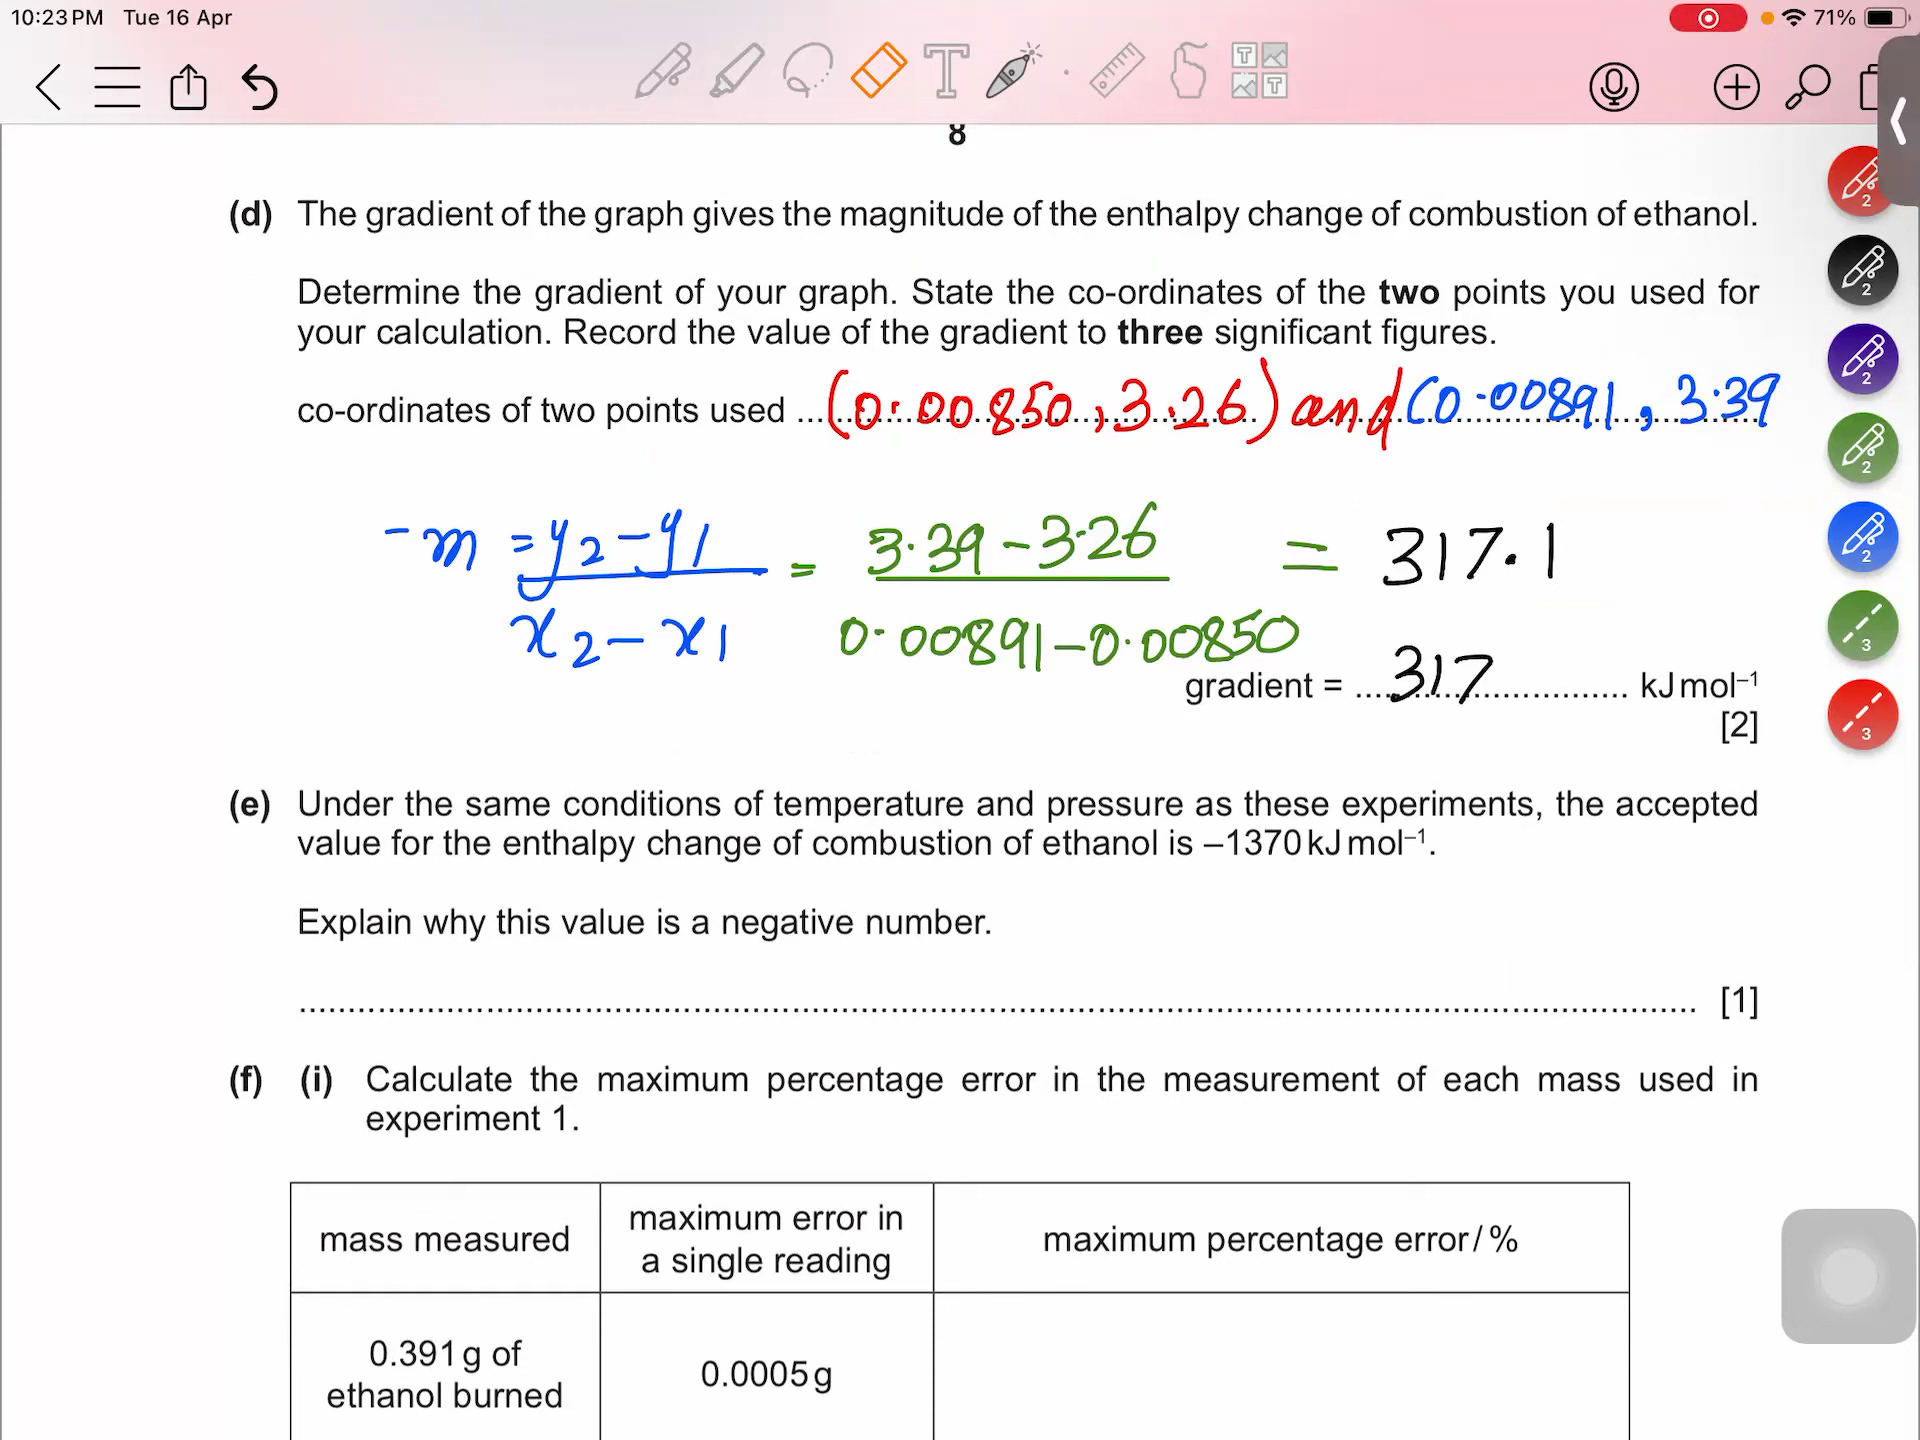 10:23 PM Tue 16 Apr
71%
T
T
T
8
(d) The gradient of the graph gives the magnitude of the enthalpy change of combustion of ethanol.
Determine the gradient of your graph. State the co-ordinates of the two points you used for
your calculation. Record the value of the gradient to three significant figures.
co-ordinates of two points used ...(0.00850, 3.26) and (0.00891, 3.39
- m = y2 - y1 = 3.39 - 3.26 = 317.1
x2 - x1 0.00891 - 0.00850
gradient = ...317... kJ mol⁻¹
[2]
(e) Under the same conditions of temperature and pressure as these experiments, the accepted
value for the enthalpy change of combustion of ethanol is –1370 kJ mol⁻¹.
Explain why this value is a negative number.
[1]
(f) (i) Calculate the maximum percentage error in the measurement of each mass used in
experiment 1.
mass measured
maximum error in
a single reading
maximum percentage error / %
0.391 g of
ethanol burned
0.0005 g
2
2
2
2
2
3
3